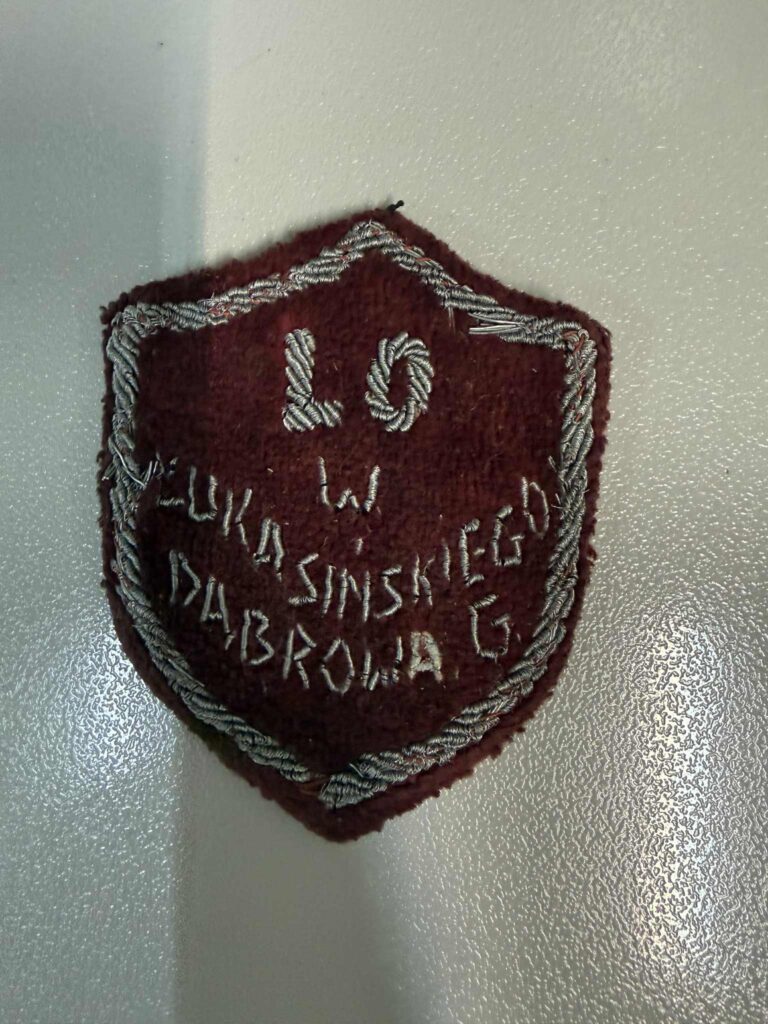 LO
W.
ŁUKASIŃSKIEGO
DĄBROWA G.